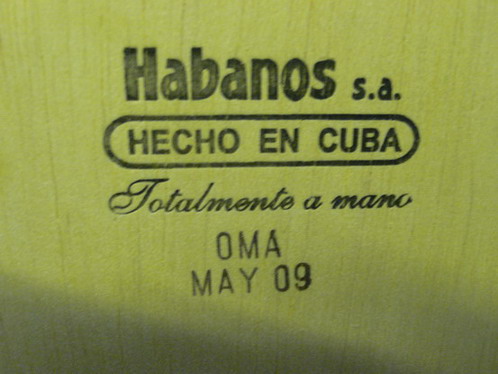 Habanos s.a.
HECHO EN CUBA
Totalmente a mano
OMA
MAY 09